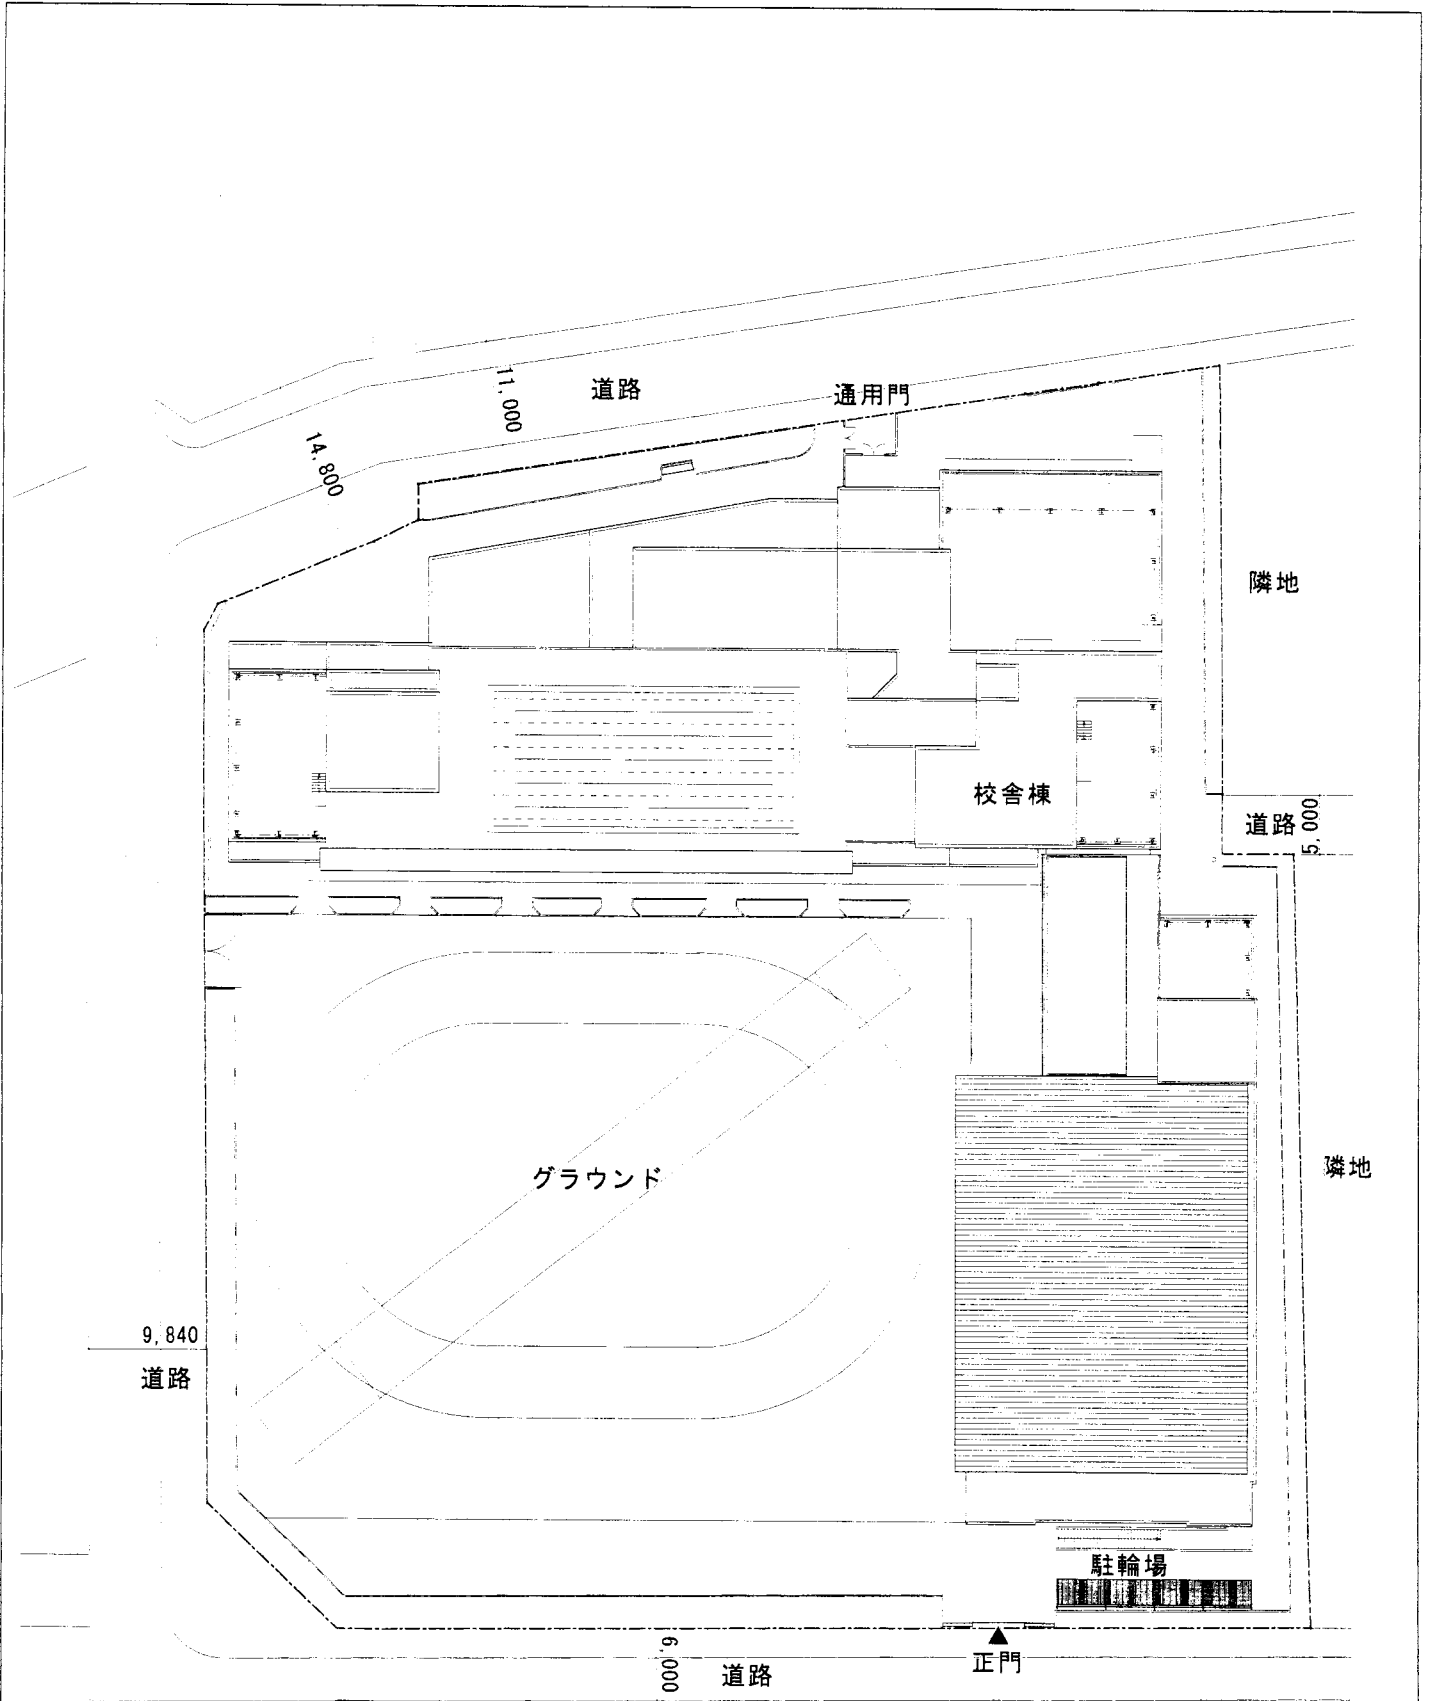 道路
通用門
11,000
14,800
隣地
校舎棟
道路
5,000
グラウンド
隣地
9,840
道路
駐輪場
正門
6,000
道路